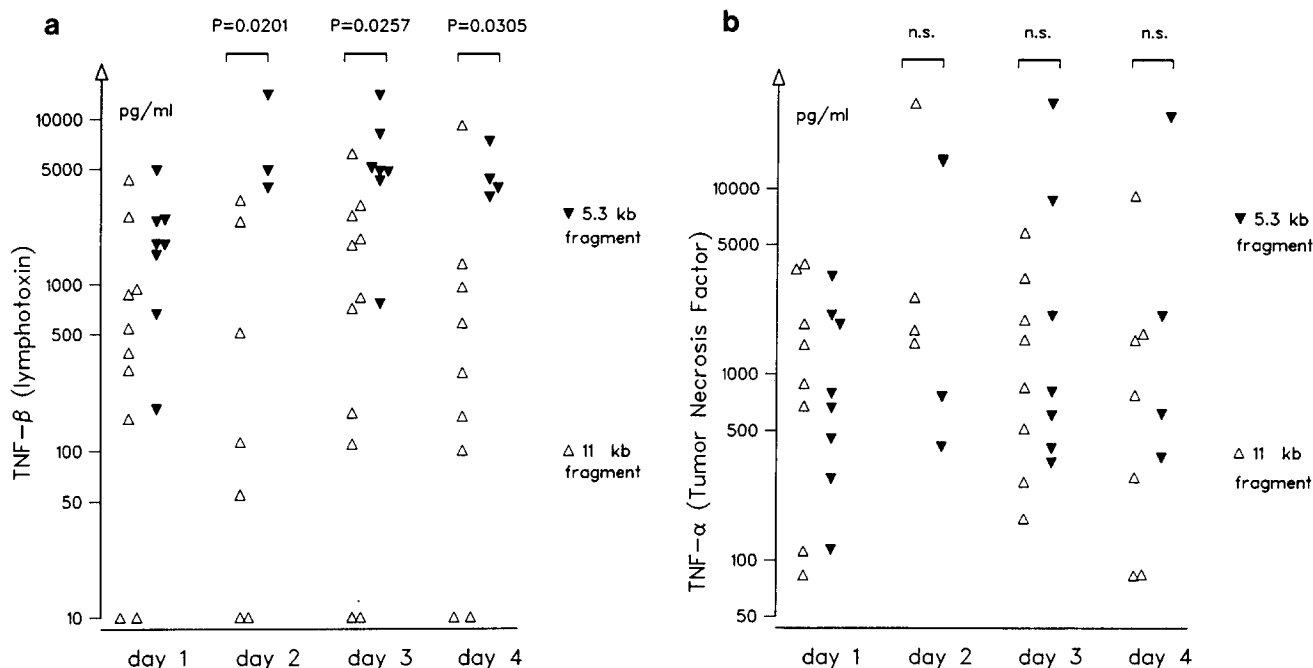 a
P=0.0201 P=0.0257 P=0.0305
pg/ml
10000
5000
1000
500
100
50
10
TNF-β (lymphotoxin)
day 1 day 2 day 3 day 4
▼ 5.3 kb
fragment
△ 11 kb
fragment
b
n.s. n.s. n.s.
pg/ml
10000
5000
1000
500
100
50
TNF-α (Tumor Necrosis Factor)
day 1 day 2 day 3 day 4
▼ 5.3 kb
fragment
△ 11 kb
fragment